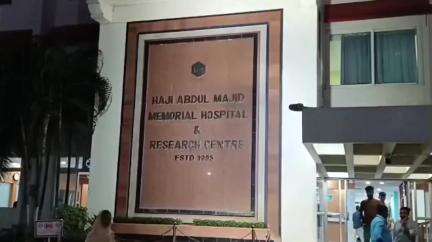 HAJI ABDUL MAJID
MEMORIAL HOSPITAL
&
RESEARCH CENTRE
ESTD 1995